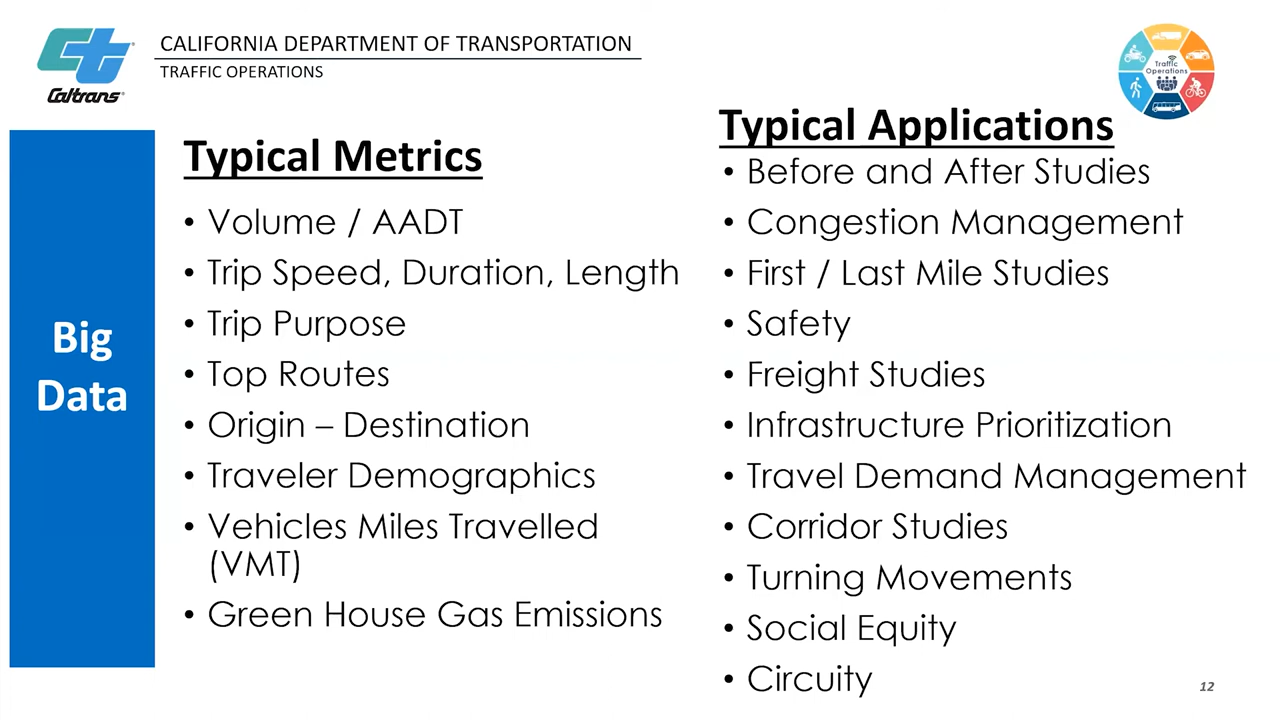 Caltrans
CALIFORNIA DEPARTMENT OF TRANSPORTATION
TRAFFIC OPERATIONS
Traffic
Operations
Big
Data
Typical Metrics
• Volume / AADT
• Trip Speed, Duration, Length
• Trip Purpose
• Top Routes
• Origin – Destination
• Traveler Demographics
• Vehicles Miles Travelled
(VMT)
• Green House Gas Emissions
Typical Applications
• Before and After Studies
• Congestion Management
• First / Last Mile Studies
• Safety
• Freight Studies
• Infrastructure Prioritization
• Travel Demand Management
• Corridor Studies
• Turning Movements
• Social Equity
• Circuity
12